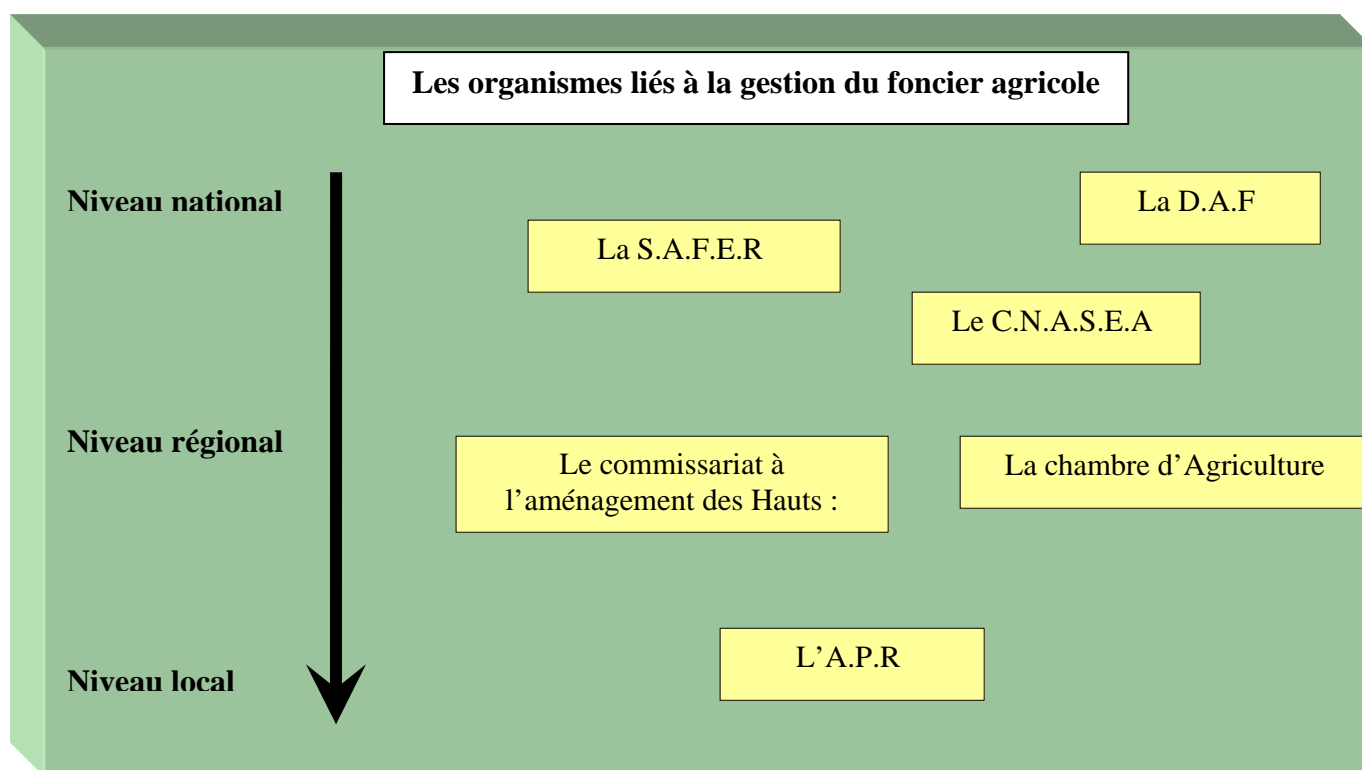 Les organismes liés à la gestion du foncier agricole
Niveau national
La D.A.F
La S.A.F.E.R
Le C.N.A.S.E.A
Niveau régional
Le commissariat à
l’aménagement des Hauts :
La chambre d’Agriculture
L’A.P.R
Niveau local